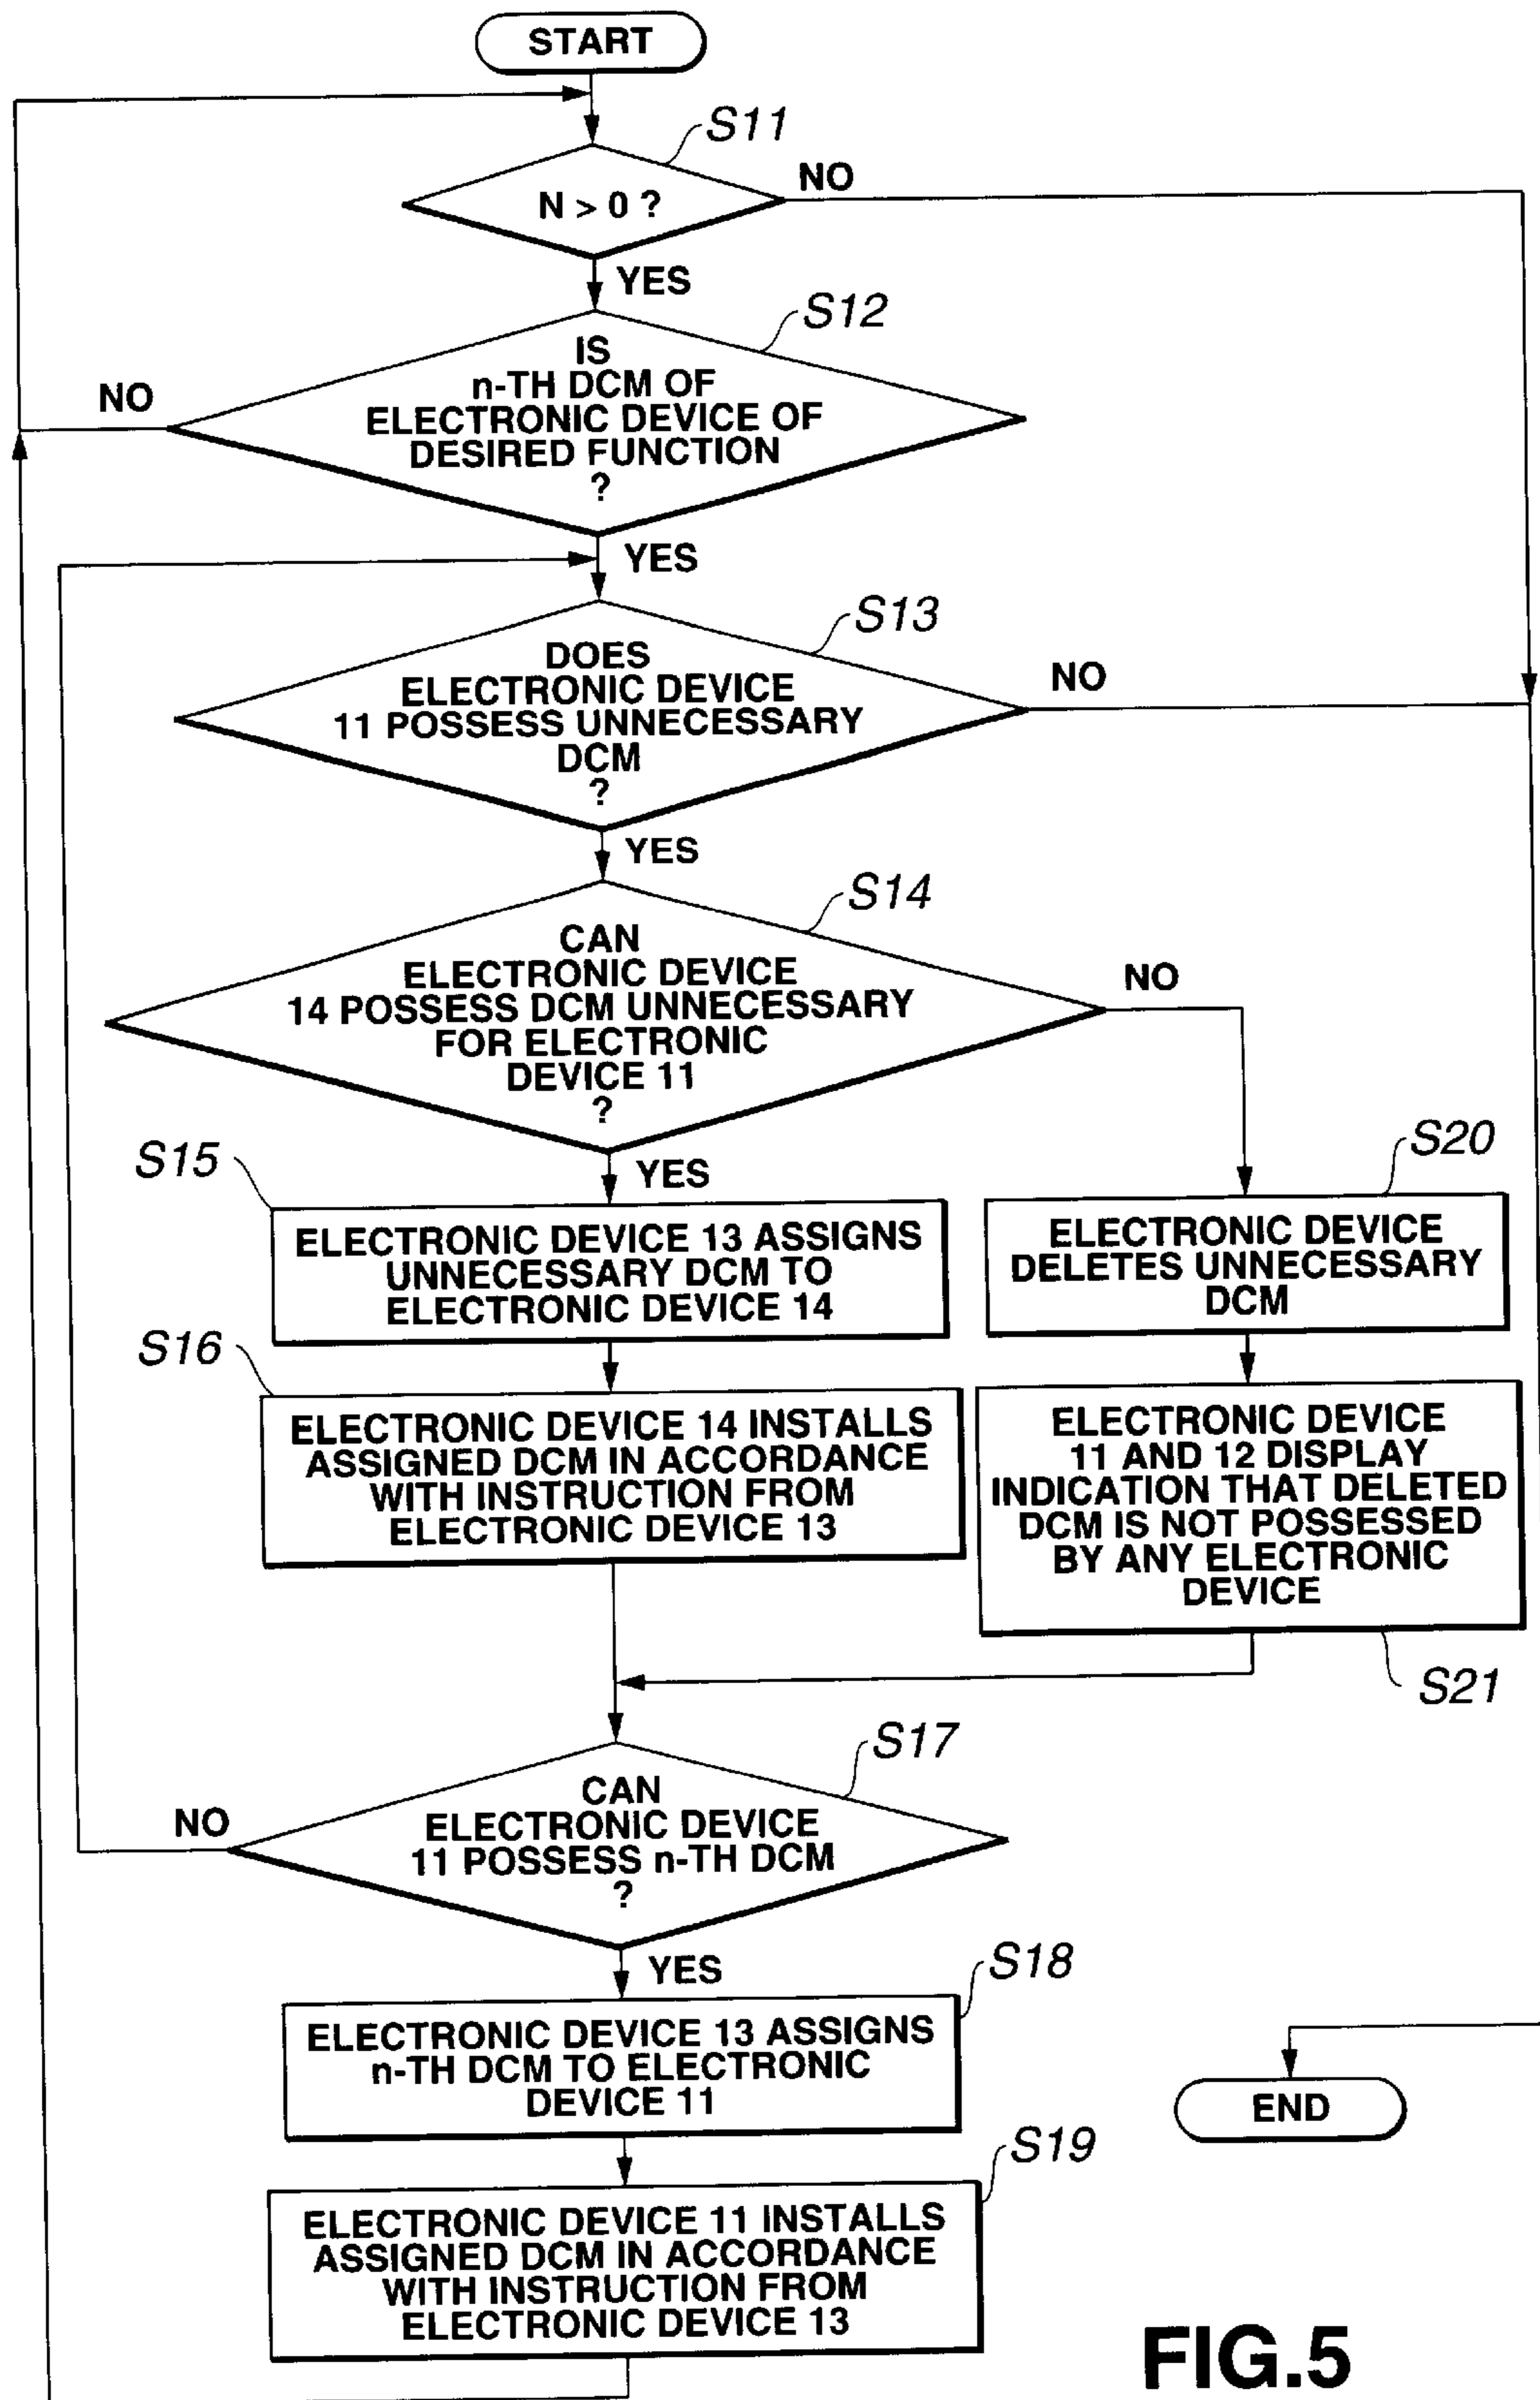 START
S11
N > 0 ?
NO
YES
S12
IS
n-TH DCM OF
ELECTRONIC DEVICE OF
DESIRED FUNCTION
?
NO
YES
S13
DOES
ELECTRONIC DEVICE
11 POSSESS UNNECESSARY
DCM
?
NO
YES
S14
CAN
ELECTRONIC DEVICE
14 POSSESS DCM UNNECESSARY
FOR ELECTRONIC
DEVICE 11
?
NO
YES
S15
ELECTRONIC DEVICE 13 ASSIGNS
UNNECESSARY DCM TO
ELECTRONIC DEVICE 14
S20
ELECTRONIC DEVICE
DELETES UNNECESSARY
DCM
S16
ELECTRONIC DEVICE 14 INSTALLS
ASSIGNED DCM IN ACCORDANCE
WITH INSTRUCTION FROM
ELECTRONIC DEVICE 13
ELECTRONIC DEVICE
11 AND 12 DISPLAY
INDICATION THAT DELETED
DCM IS NOT POSSESSED
BY ANY ELECTRONIC
DEVICE
S21
S17
CAN
ELECTRONIC DEVICE
11 POSSESS n-TH DCM
?
NO
YES
S18
ELECTRONIC DEVICE 13 ASSIGNS
n-TH DCM TO ELECTRONIC
DEVICE 11
END
S19
ELECTRONIC DEVICE 11 INSTALLS
ASSIGNED DCM IN ACCORDANCE
WITH INSTRUCTION FROM
ELECTRONIC DEVICE 13
FIG.5